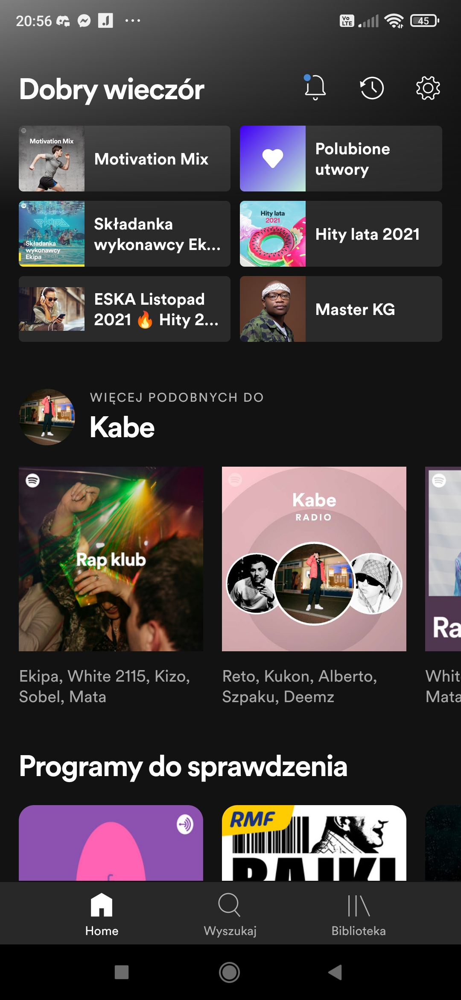 20:56
Vo LTE
45
Dobry wieczór
Motivation Mix
Motivation Mix
Polubione
utwory
ekipa
Składanka
wykonawcy
Ekipa
SEZON 3
Składanka
wykonawcy Ek...
Hity lata
2021
Hity lata 2021
ESKA Listopad
2021 🔥 Hity 2...
Master KG
WIĘCEJ PODOBNYCH DO
Kabe
Rap klub
Kabe
RADIO
Ra
Ekipa, White 2115, Kizo,
Sobel, Mata
Reto, Kukon, Alberto,
Szpaku, Deemz
Whit
Mata
Programy do sprawdzenia
RMF
BAJKI
Home
Wyszukaj
Biblioteka